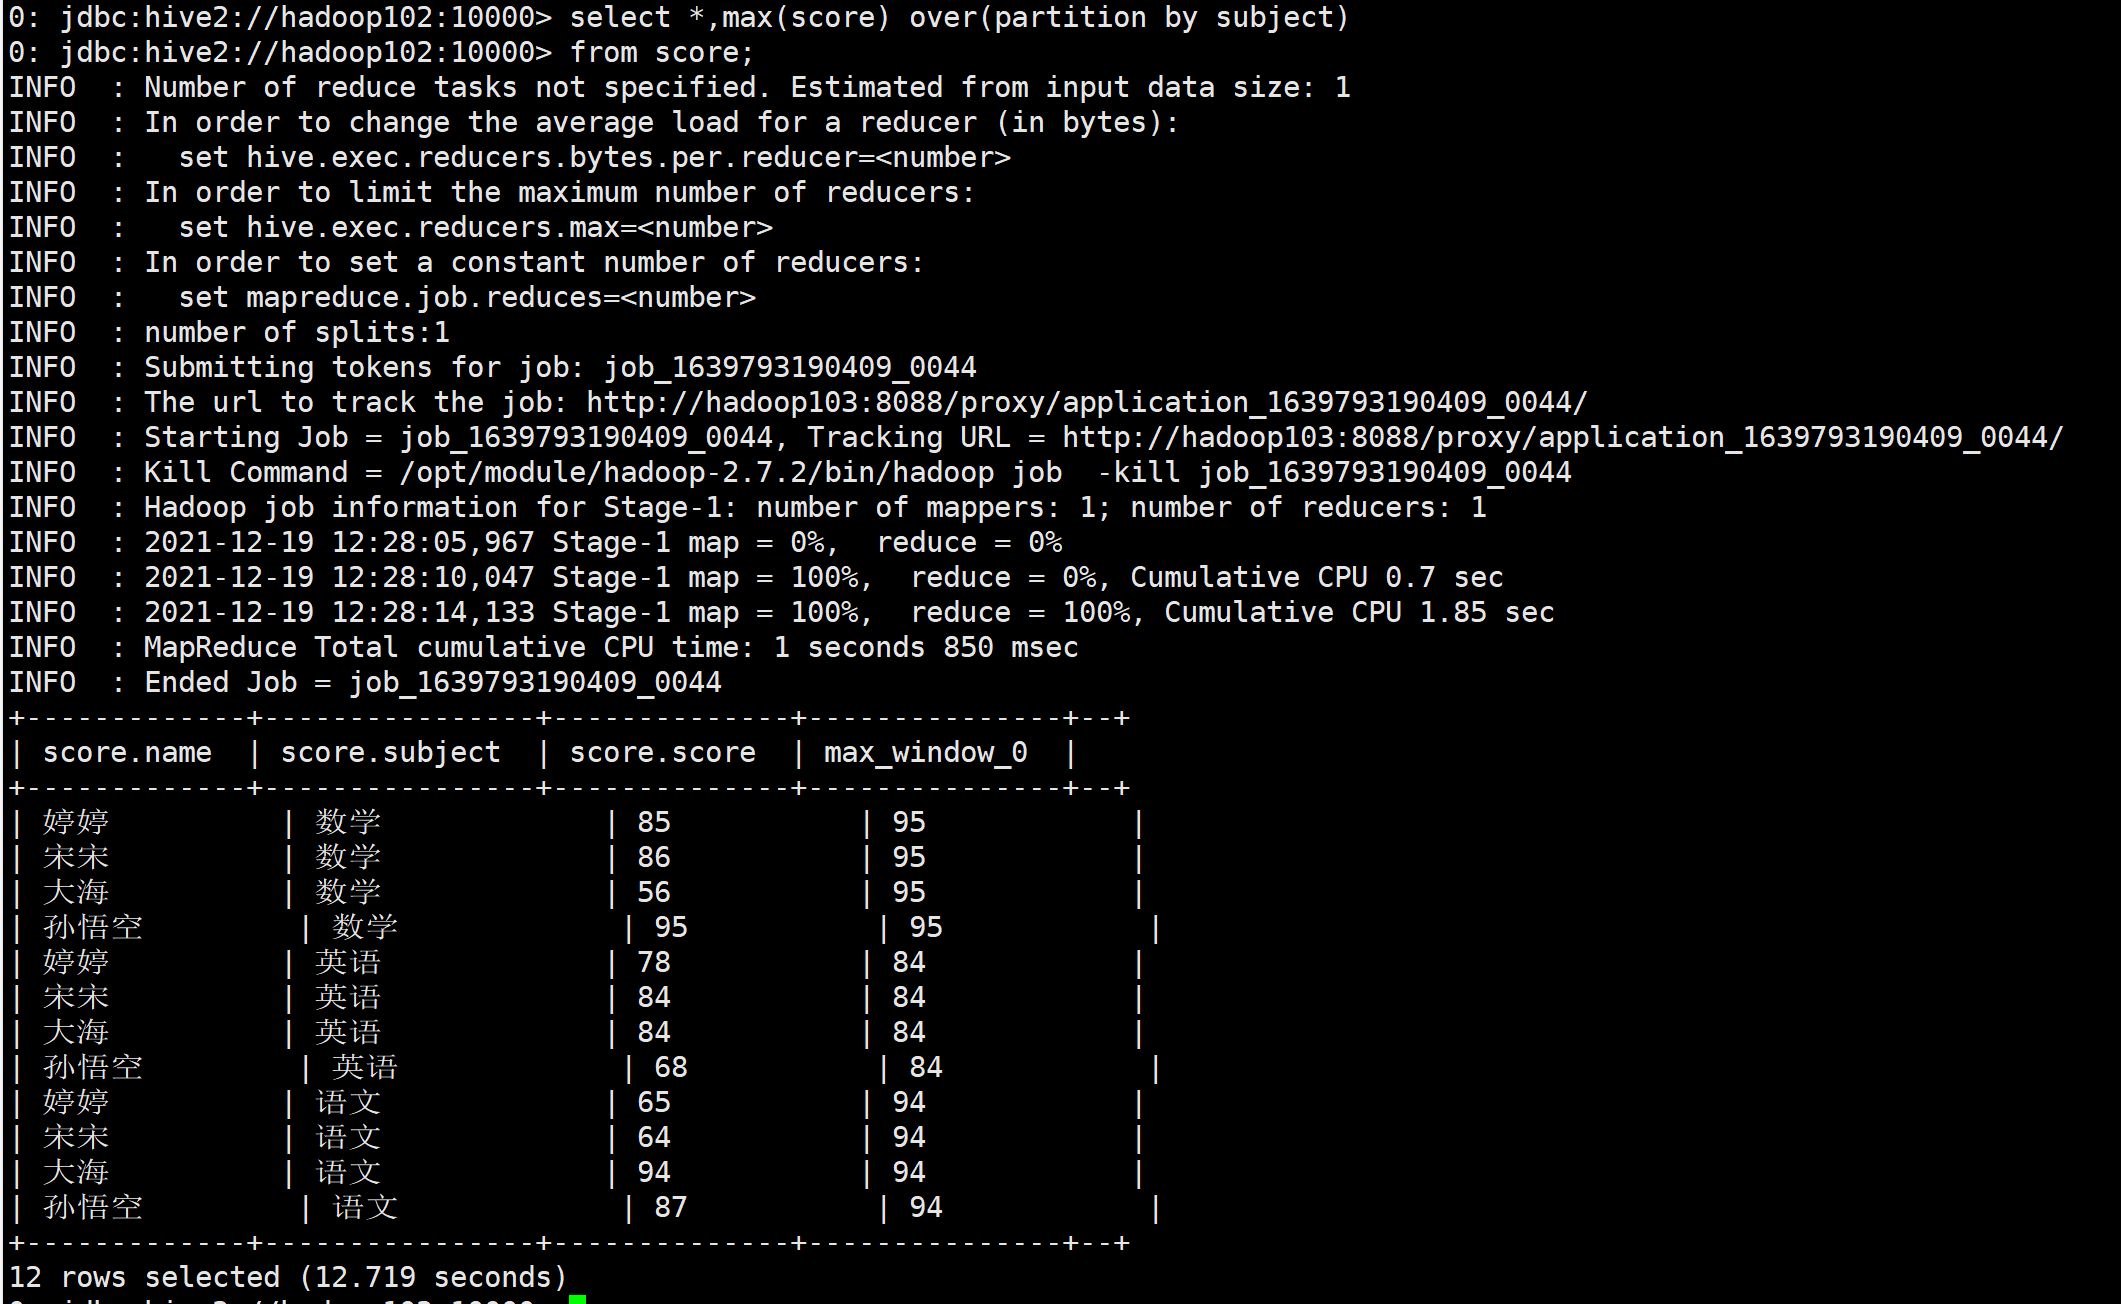 0: jdbc:hive2://hadoop102:10000> select *,max(score) over(partition by subject)
0: jdbc:hive2://hadoop102:10000> from score;
INFO  : Number of reduce tasks not specified. Estimated from input data size: 1
INFO  : In order to change the average load for a reducer (in bytes):
INFO  :   set hive.exec.reducers.bytes.per.reducer=<number>
INFO  : In order to limit the maximum number of reducers:
INFO  :   set hive.exec.reducers.max=<number>
INFO  : In order to set a constant number of reducers:
INFO  :   set mapreduce.job.reduces=<number>
INFO  : number of splits:1
INFO  : Submitting tokens for job: job_1639793190409_0044
INFO  : The url to track the job: http://hadoop103:8088/proxy/application_1639793190409_0044/
INFO  : Starting Job = job_1639793190409_0044, Tracking URL = http://hadoop103:8088/proxy/application_1639793190409_0044/
INFO  : Kill Command = /opt/module/hadoop-2.7.2/bin/hadoop job  -kill job_1639793190409_0044
INFO  : Hadoop job information for Stage-1: number of mappers: 1; number of reducers: 1
INFO  : 2021-12-19 12:28:05,967 Stage-1 map = 0%,  reduce = 0%
INFO  : 2021-12-19 12:28:10,047 Stage-1 map = 100%,  reduce = 0%, Cumulative CPU 0.7 sec
INFO  : 2021-12-19 12:28:14,133 Stage-1 map = 100%,  reduce = 100%, Cumulative CPU 1.85 sec
INFO  : MapReduce Total cumulative CPU time: 1 seconds 850 msec
INFO  : Ended Job = job_1639793190409_0044
+-------------+----------------+--------------+---------------+--+
| score.name  | score.subject  | score.score  | max_window_0  |
+-------------+----------------+--------------+---------------+--+
| 婷婷          | 数学             | 85           | 95            |
| 宋宋          | 数学             | 86           | 95            |
| 大海          | 数学             | 56           | 95            |
| 孙悟空         | 数学             | 95           | 95            |
| 婷婷          | 英语             | 78           | 84            |
| 宋宋          | 英语             | 84           | 84            |
| 大海          | 英语             | 84           | 84            |
| 孙悟空         | 英语             | 68           | 84            |
| 婷婷          | 语文             | 65           | 94            |
| 宋宋          | 语文             | 64           | 94            |
| 大海          | 语文             | 94           | 94            |
| 孙悟空         | 语文             | 87           | 94            |
+-------------+----------------+--------------+---------------+--+
12 rows selected (12.719 seconds)